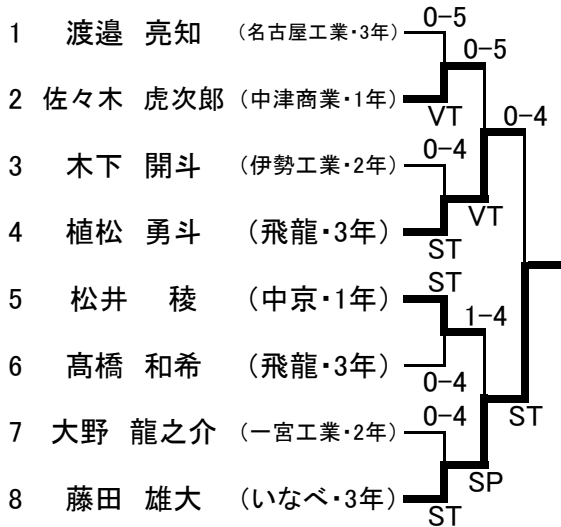 1 渡邉 亮知 (名古屋工業・3年) 0-5
0-5
2 佐々木 虎次郎 (中津商業・1年) VT
0-4
3 木下 開斗 (伊勢工業・2年) 0-4
VT
4 植松 勇斗 (飛龍・3年) ST
5 松井 稜 (中京・1年) ST
1-4
6 髙橋 和希 (飛龍・3年) 0-4
ST
7 大野 龍之介 (一宮工業・2年) 0-4
SP
8 藤田 雄大 (いなべ・3年) ST